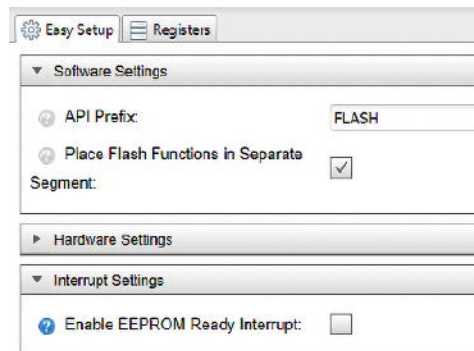 Easy Setup Registers
Software Settings
API Prefix: FLASH
Place Flash Functions in Separate
Segment:
Hardware Settings
Interrupt Settings
Enable EEPROM Ready Interrupt: